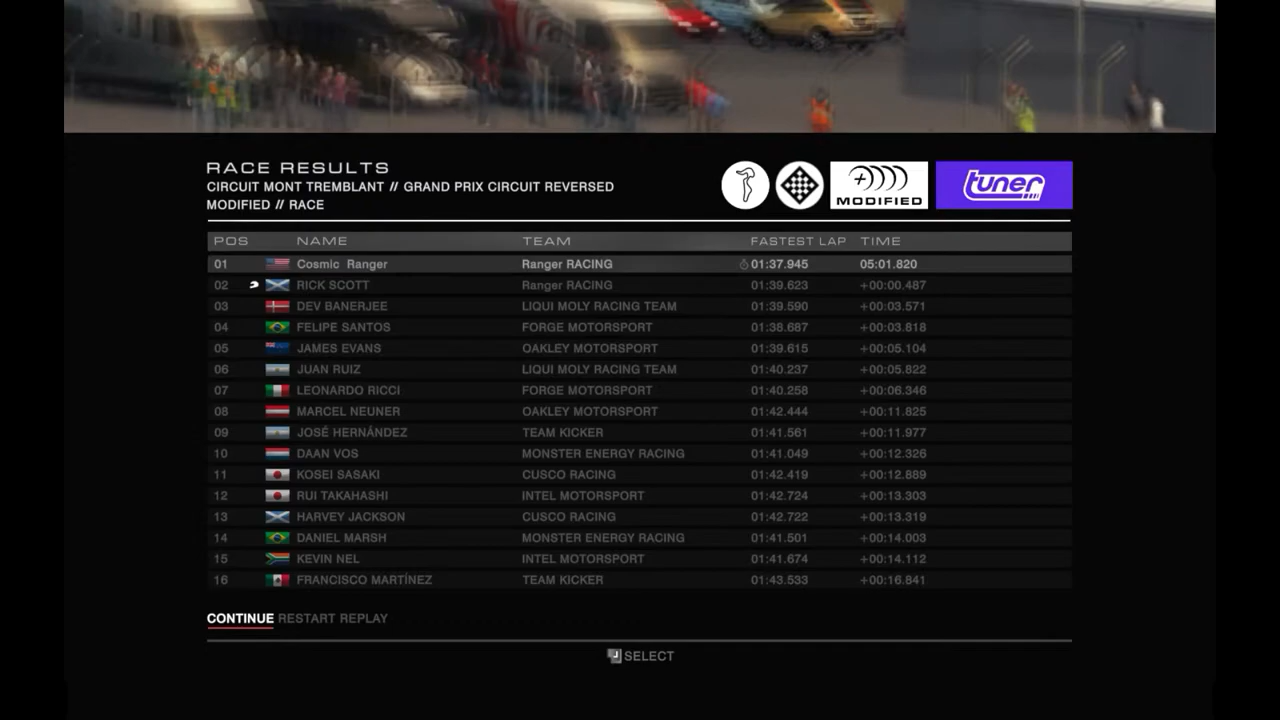 RACE RESULTS
CIRCUIT MONT TREMBLANT // GRAND PRIX CIRCUIT REVERSED
MODIFIED // RACE
MODIFIED
tuner
POS NAME TEAM FASTEST LAP TIME
01 Cosmic Ranger Ranger RACING 01:37.945 05:01.820
02 RICK SCOTT Ranger RACING 01:39.623 +00:00.487
03 DEV BANERJEE LIQUI MOLY RACING TEAM 01:39.590 +00:03.571
04 FELIPE SANTOS FORGE MOTORSPORT 01:38.687 +00:03.818
05 JAMES EVANS OAKLEY MOTORSPORT 01:39.615 +00:05.104
06 JUAN RUIZ LIQUI MOLY RACING TEAM 01:40.237 +00:05.822
07 LEONARDO RICCI FORGE MOTORSPORT 01:40.258 +00:06.346
08 MARCEL NEUNER OAKLEY MOTORSPORT 01:42.444 +00:11.825
09 JOSÉ HERNÁNDEZ TEAM KICKER 01:41.561 +00:11.977
10 DAAN VOS MONSTER ENERGY RACING 01:41.049 +00:12.326
11 KOSEI SASAKI CUSCO RACING 01:42.419 +00:12.889
12 RUI TAKAHASHI INTEL MOTORSPORT 01:42.724 +00:13.303
13 HARVEY JACKSON CUSCO RACING 01:42.722 +00:13.319
14 DANIEL MARSH MONSTER ENERGY RACING 01:41.501 +00:14.003
15 KEVIN NEL INTEL MOTORSPORT 01:41.674 +00:14.112
16 FRANCISCO MARTÍNEZ TEAM KICKER 01:43.533 +00:16.841
CONTINUE RESTART REPLAY
SELECT